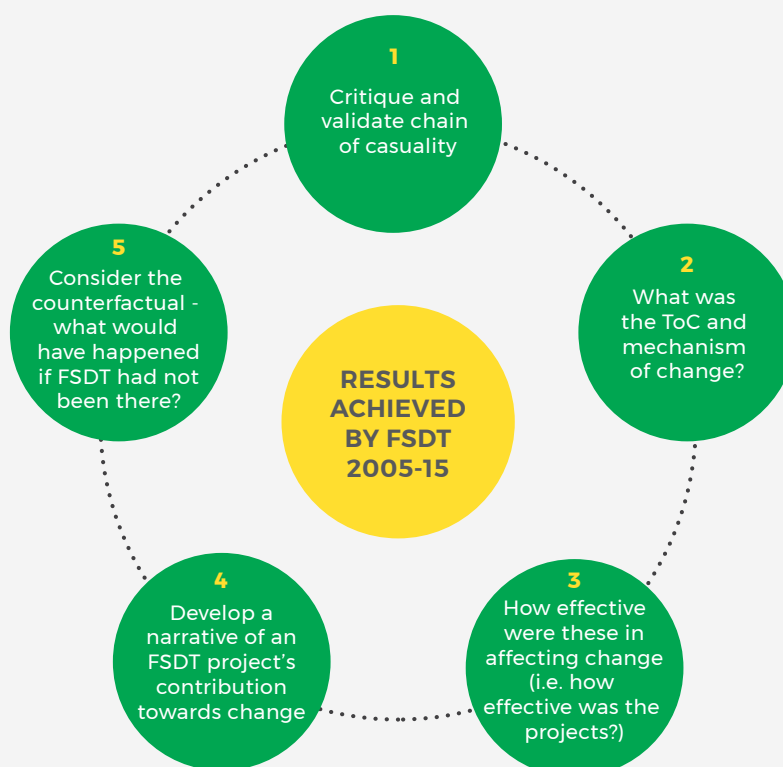 1
Critique and
validate chain
of casuality
2
What was
the ToC and
mechanism
of change?
3
How effective
were these in
affecting change
(i.e. how
effective was the
projects?)
4
Develop a
narrative of an
FSDT project's
contribution
towards change
5
Consider the
counterfactual -
what would
have happened
if FSDT had not
been there?
RESULTS
ACHIEVED
BY FSDT
2005-15